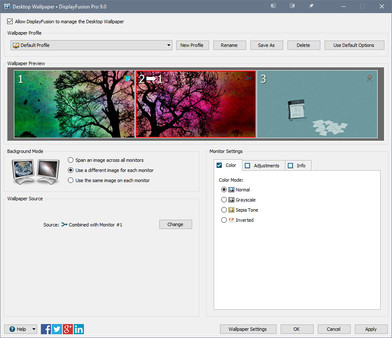 Desktop Wallpaper • DisplayFusion Pro 9.0
Allow DisplayFusion to manage the Desktop Wallpaper
Wallpaper Profile
Default Profile
New Profile
Rename
Save As
Delete
Use Default Options
Wallpaper Preview
1
2➡1
3
Background Mode
Span an image across all monitors
Use a different image for each monitor
Use the same image on each monitor
Wallpaper Source
Source: Combined with Monitor #1
Change
Monitor Settings
Color
Adjustments
Info
Color Mode:
Normal
Grayscale
Sepia Tone
Inverted
Help
Wallpaper Settings
OK
Cancel
Apply